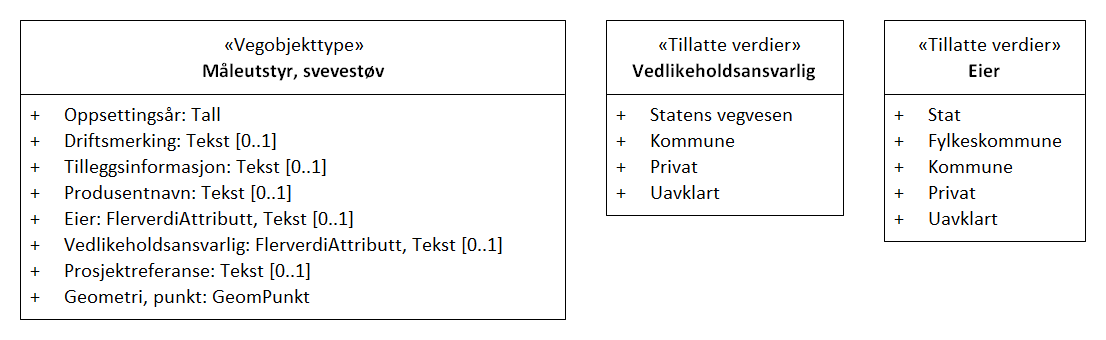 «Vegobjekttype»
Måleutstyr, svevestøv
+ Oppsettingsår: Tall
+ Driftsmerking: Tekst [0..1]
+ Tilleggsinformasjon: Tekst [0..1]
+ Produsentnavn: Tekst [0..1]
+ Eier: FlerverdiAttributt, Tekst [0..1]
+ Vedlikeholdsansvarlig: FlerverdiAttributt, Tekst [0..1]
+ Prosjektreferanse: Tekst [0..1]
+ Geometri, punkt: GeomPunkt
«Tillatte verdier»
Vedlikeholdsansvarlig
+ Statens vegvesen
+ Kommune
+ Privat
+ Uavklart
«Tillatte verdier»
Eier
+ Stat
+ Fylkeskommune
+ Kommune
+ Privat
+ Uavklart